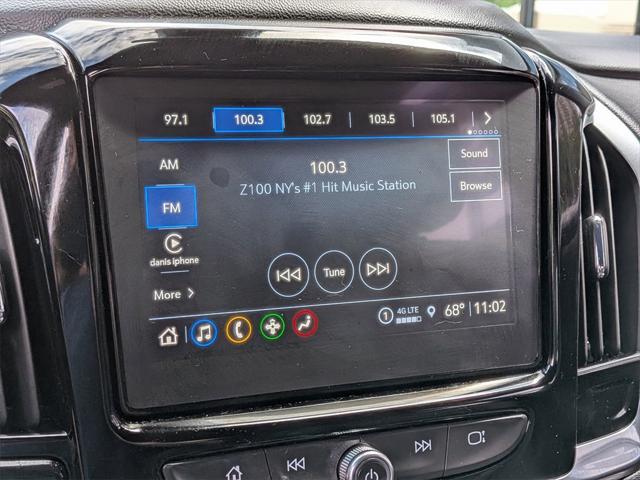 97.1 100.3 102.7 103.5 105.1
AM
100.3
Sound
Z100 NY's #1 Hit Music Station
Browse
FM
danis iphone
Tune
More
1 4G LTE 68° 11:02